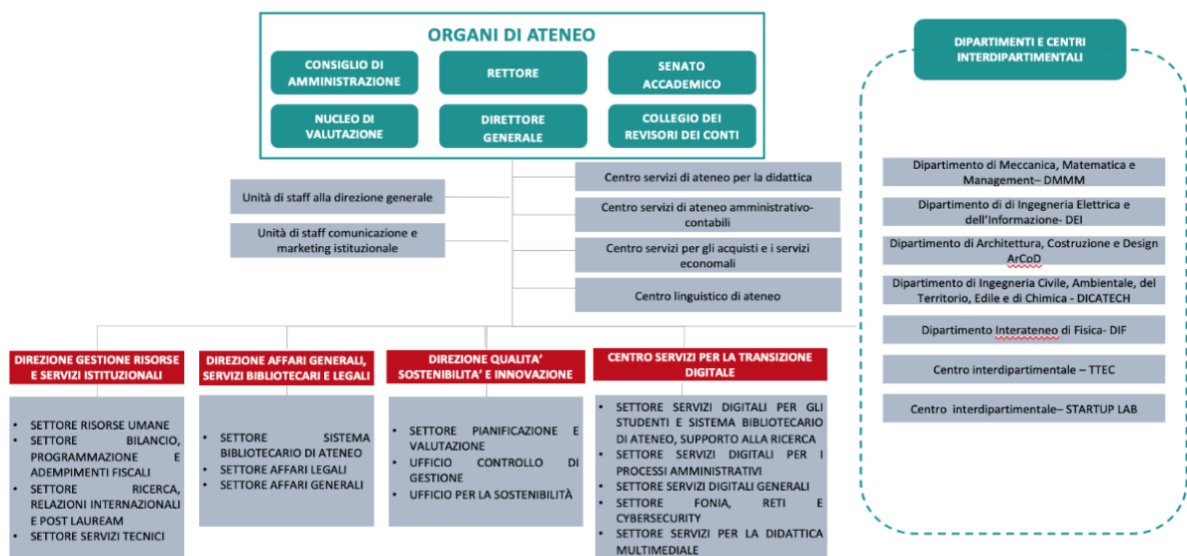 ORGANI DI ATENEO
CONSIGLIO DI
AMMINISTRAZIONE
RETTORE
SENATO
ACCADEMICO
NUCLEO DI
VALUTAZIONE
DIRETTORE
GENERALE
COLLEGIO DEI
REVISORI DEI CONTI
DIPARTIMENTI E CENTRI
INTERDIPARTIMENTALI
Unità di staff alla direzione generale
Unità di staff comunicazione e
marketing istituzionale
Centro servizi di ateneo per la didattica
Centro servizi di ateneo amministrativo-
contabili
Centro servizi per gli acquisti e i servizi
economali
Centro linguistico di ateneo
Dipartimento di Meccanica, Matematica e
Management– DMMM
Dipartimento di di Ingegneria Elettrica e
dell’Informazione- DEI
Dipartimento di Architettura, Costruzione e Design
ArCoD
Dipartimento di Ingegneria Civile, Ambientale, del
Territorio, Edile e di Chimica - DICATECH
Dipartimento Interateneo di Fisica- DIF
Centro interdipartimentale – TTEC
Centro interdipartimentale– STARTUP LAB
DIREZIONE GESTIONE RISORSE
E SERVIZI ISTITUZIONALI
• SETTORE RISORSE UMANE
• SETTORE BILANCIO,
PROGRAMMAZIONE E
ADEMPIMENTI FISCALI
• SETTORE RICERCA,
RELAZIONI INTERNAZIONALI
E POST LAUREAM
• SETTORE SERVIZI TECNICI
DIREZIONE AFFARI GENERALI,
SERVIZI BIBLIOTECARI E LEGALI
• SETTORE SISTEMA
BIBLIOTECARIO DI ATENEO
• SETTORE AFFARI LEGALI
• SETTORE AFFARI GENERALI
DIREZIONE QUALITA’
SOSTENIBILITA’ E INNOVAZIONE
• SETTORE PIANIFICAZIONE E
VALUTAZIONE
• UFFICIO CONTROLLO DI
GESTIONE
• UFFICIO PER LA SOSTENIBILITÀ
CENTRO SERVIZI PER LA TRANSIZIONE
DIGITALE
• SETTORE SERVIZI DIGITALI PER GLI
STUDENTI E SISTEMA BIBLIOTECARIO
DI ATENEO, SUPPORTO ALLA RICERCA
• SETTORE SERVIZI DIGITALI PER I
PROCESSI AMMINISTRATIVI
• SETTORE SERVIZI DIGITALI GENERALI
• SETTORE FONIA, RETI E
CYBERSECURITY
• SETTORE SERVIZI PER LA DIDATTICA
MULTIMEDIALE